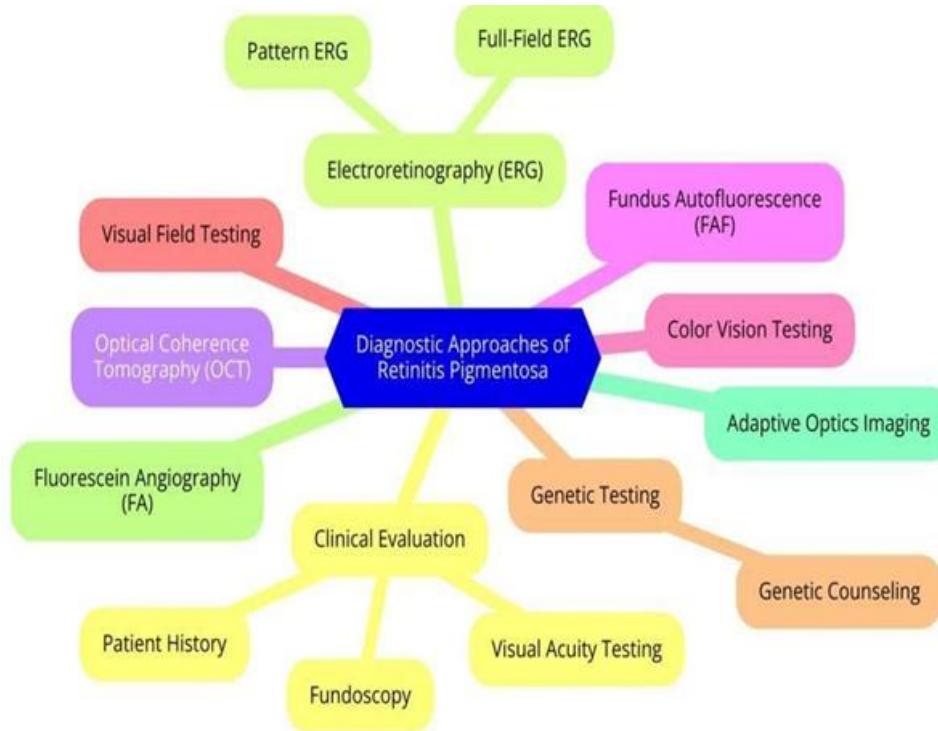 Pattern ERG
Full-Field ERG
Electroretinography (ERG)
Fundus Autofluorescence
(FAF)
Visual Field Testing
Optical Coherence
Tomography (OCT)
Diagnostic Approaches of
Retinitis Pigmentosa
Color Vision Testing
Adaptive Optics Imaging
Fluorescein Angiography
(FA)
Genetic Testing
Clinical Evaluation
Genetic Counseling
Patient History
Visual Acuity Testing
Fundoscopy